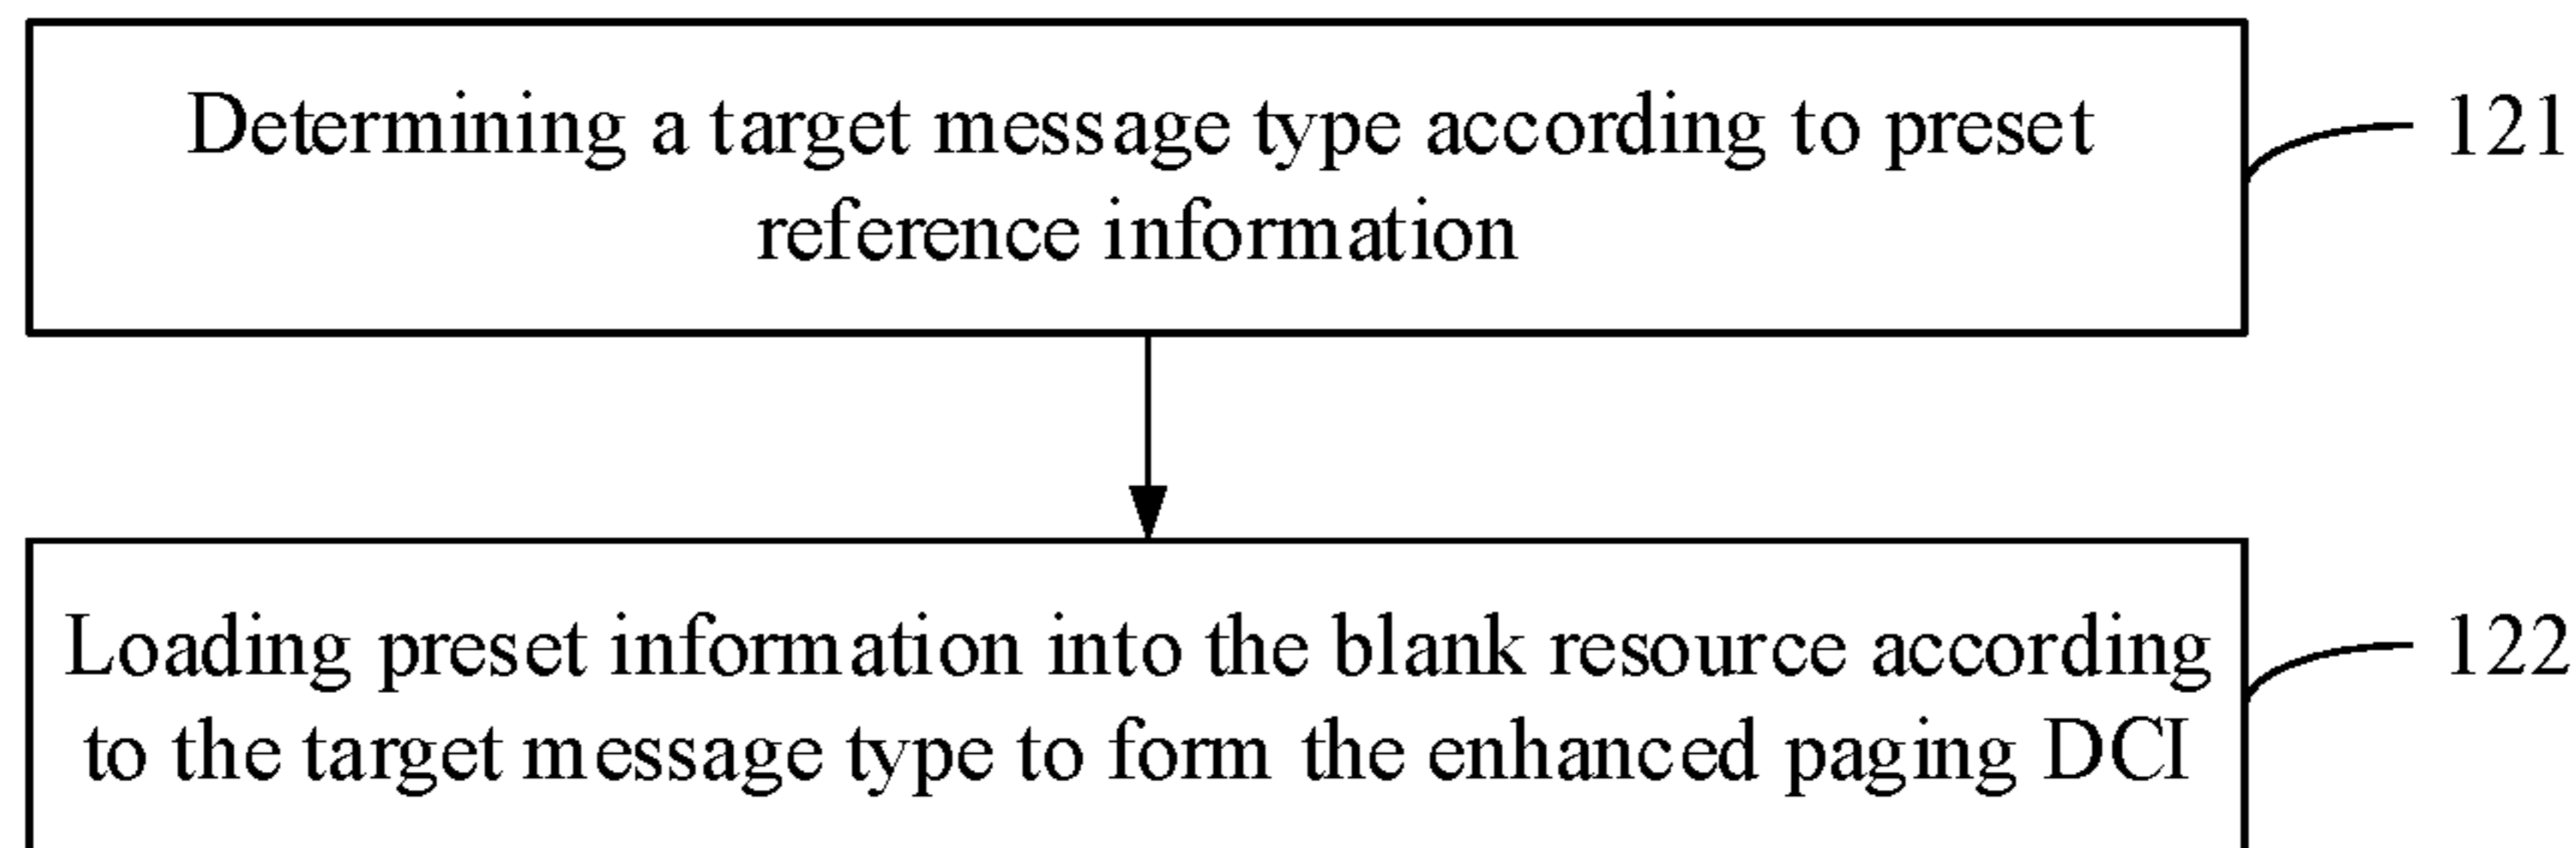 Determining a target message type according to preset
reference information
121
Loading preset information into the blank resource according
to the target message type to form the enhanced paging DCI
122